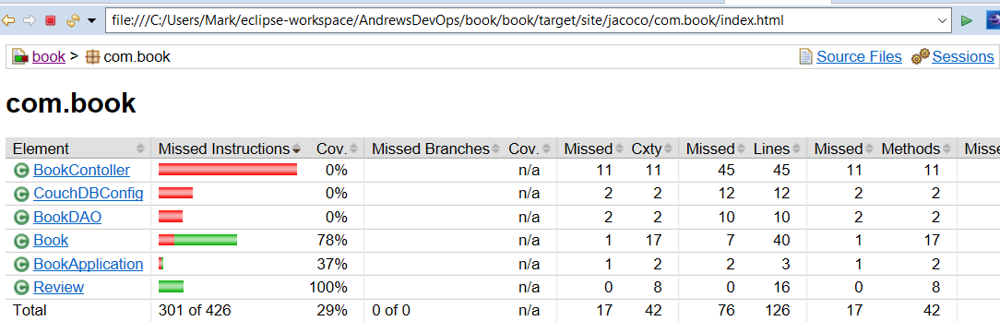 file:///C:/Users/Mark/eclipse-workspace/AndrewsDevOps/book/book/target/site/jacoco/com.book/index.html
book > com.book Source Files Sessions
com.book
Element Missed Instructions Cov. Missed Branches Cov. Missed Cxty Missed Lines Missed Methods Misse
BookContoller 0% n/a 11 11 45 45 11 11
CouchDBConfig 0% n/a 2 2 12 12 2 2
BookDAO 0% n/a 2 2 10 10 2 2
Book 78% n/a 1 17 7 40 1 17
BookApplication 37% n/a 1 2 2 3 1 2
Review 100% n/a 0 8 0 16 0 8
Total 301 of 426 29% 0 of 0 n/a 17 42 76 126 17 42